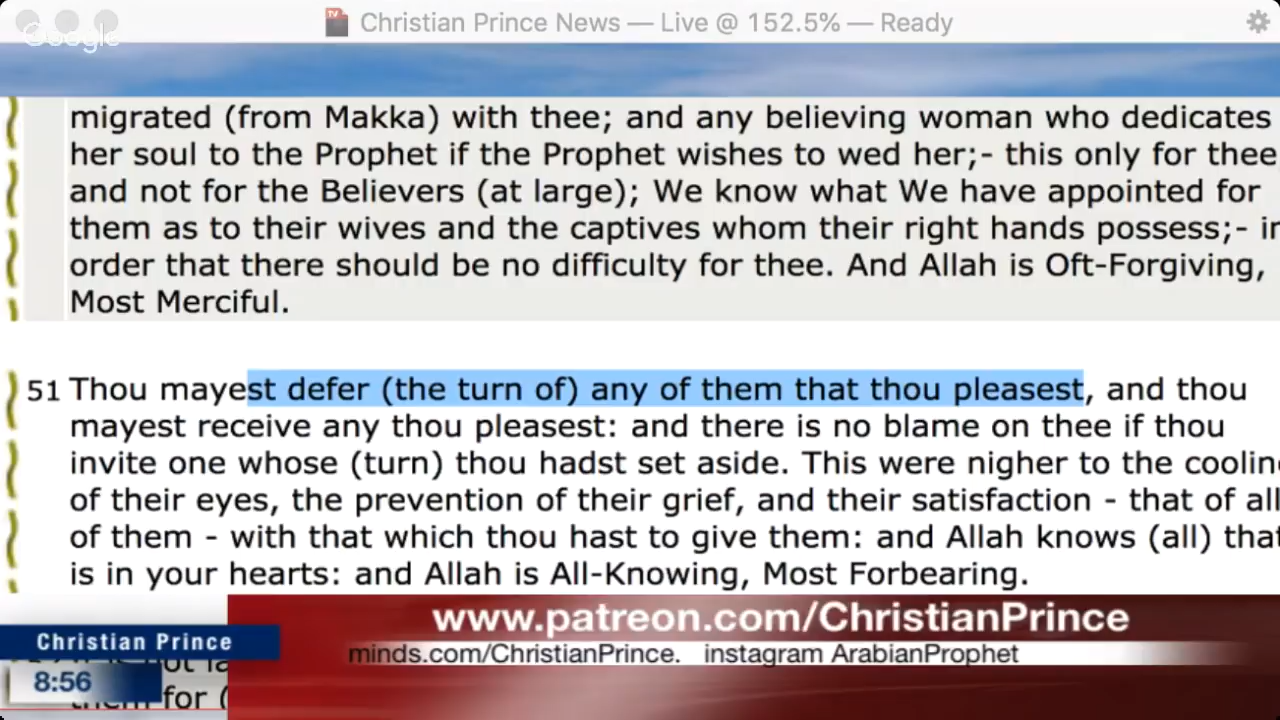 Christian Prince News — Live @ 152.5% — Ready
Google
migrated (from Makka) with thee; and any believing woman who dedicates
her soul to the Prophet if the Prophet wishes to wed her;- this only for thee
and not for the Believers (at large); We know what We have appointed for
them as to their wives and the captives whom their right hands possess;- in
order that there should be no difficulty for thee. And Allah is Oft-Forgiving,
Most Merciful.
51 Thou mayest defer (the turn of) any of them that thou pleasest, and thou
mayest receive any thou pleasest: and there is no blame on thee if thou
invite one whose (turn) thou hadst set aside. This were nigher to the
of their eyes, the prevention of their grief, and their satisfaction - that of all
of them - with that which thou hast to give them: and Allah knows (all) that
is in your hearts: and Allah is All-Knowing, Most Forbearing.
www.patreon.com/ChristianPrince
Christian Prince
minds.com/ChristianPrince. instagram ArabianProphet
8:56
for (